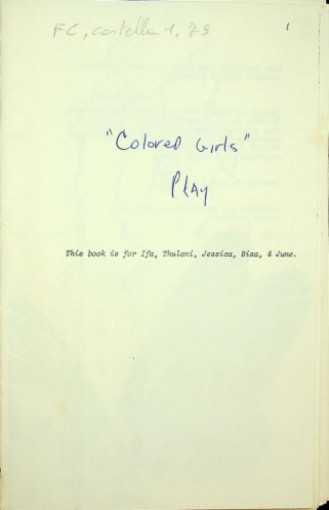 FC, cartella 1, 79
1
"Colored Girls"
Play
This book is for Ifa, Thulani, Jessica, Bisa, & June.